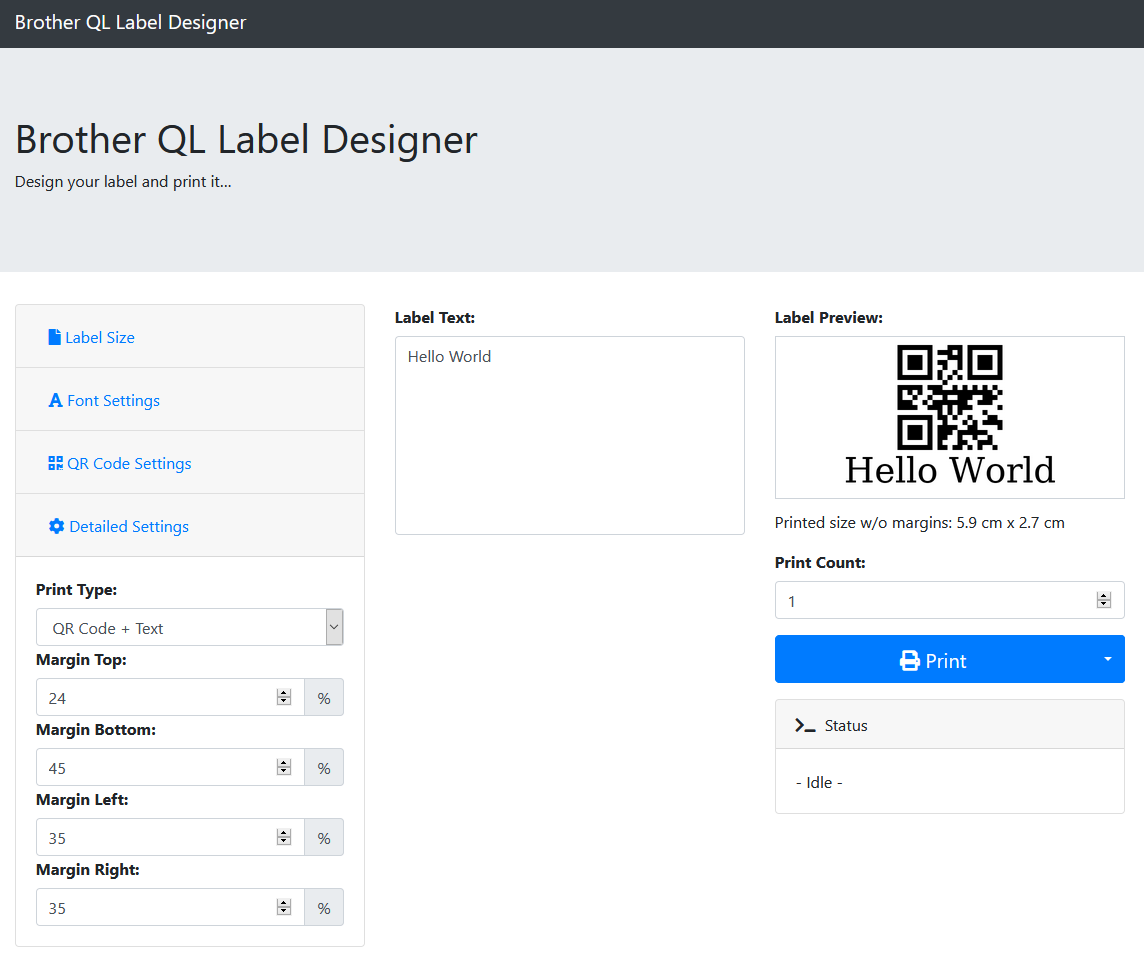 Brother QL Label Designer
Brother QL Label Designer
Design your label and print it...
Label Size
Font Settings
QR Code Settings
Detailed Settings
Print Type:
QR Code + Text
Margin Top:
24 %
Margin Bottom:
45 %
Margin Left:
35 %
Margin Right:
35 %
Label Text:
Hello World
Label Preview:
Hello World
Printed size w/o margins: 5.9 cm x 2.7 cm
Print Count:
1
Print
Status
- Idle -